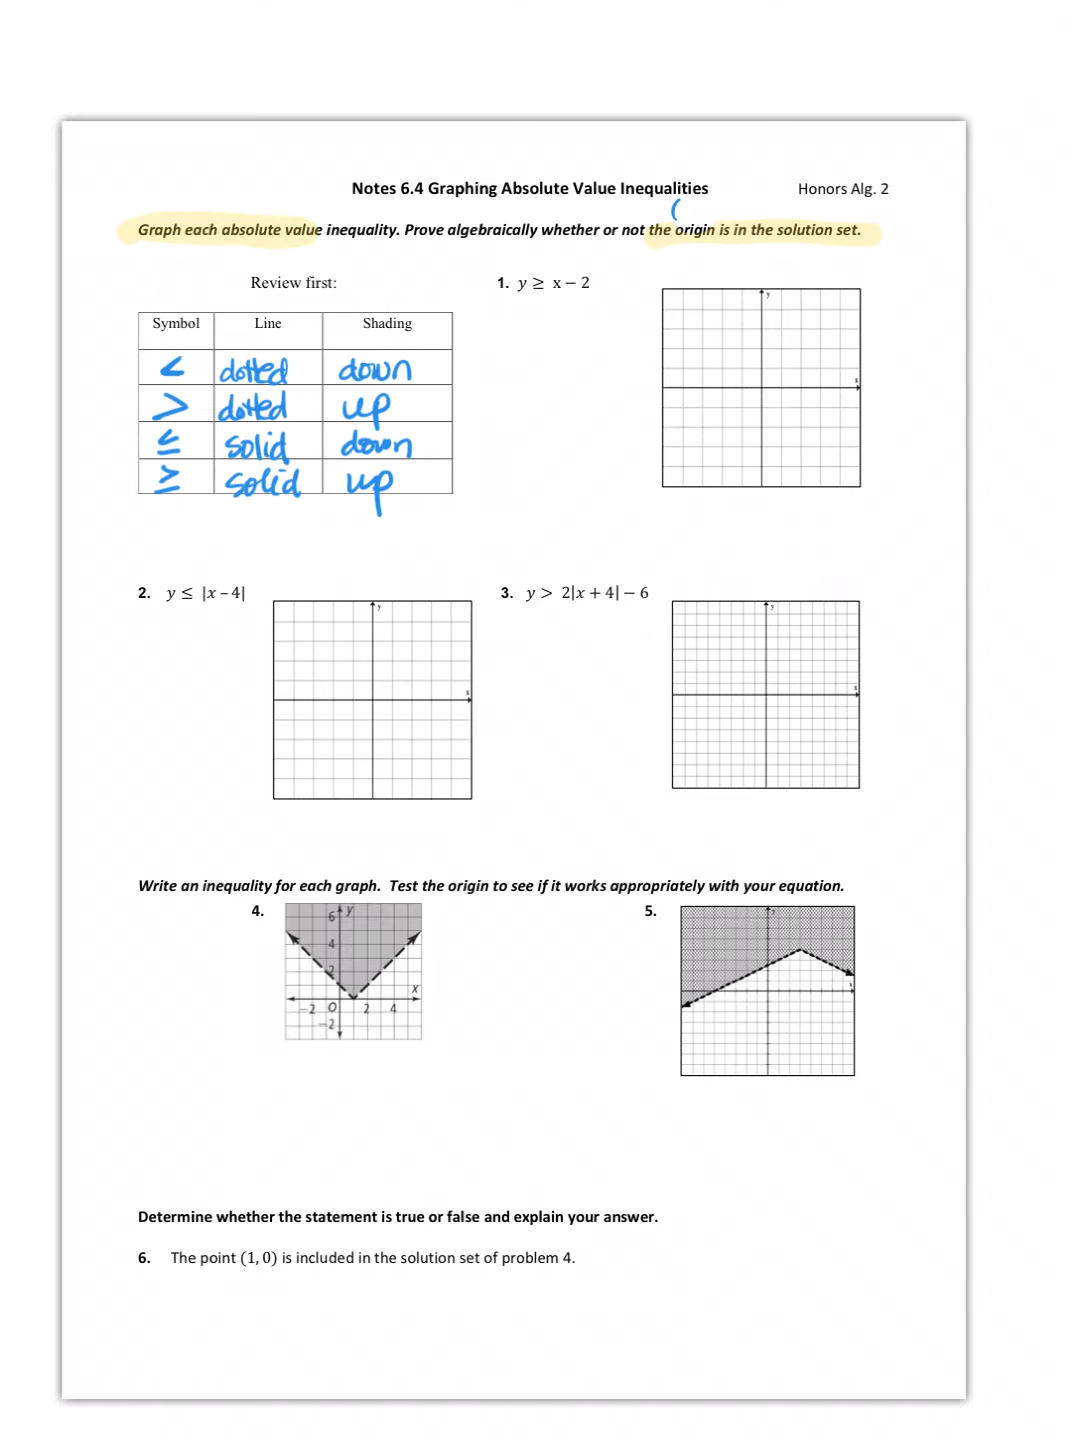 Notes 6.4 Graphing Absolute Value Inequalities Honors Alg. 2
(
Graph each absolute value inequality. Prove algebraically whether or not the origin is in the solution set.
Review first:
Symbol Line Shading
< dotted down
> dotted up
≤ solid down
≥ solid up
1. y ≥ x − 2
y
x
2. y ≤ |x – 4|
y
x
3. y > 2|x + 4| − 6
y
x
Write an inequality for each graph. Test the origin to see if it works appropriately with your equation.
4.
6 y
4
2
x
−2 O 2 4
−2
5.
y
x
Determine whether the statement is true or false and explain your answer.
6. The point (1, 0) is included in the solution set of problem 4.